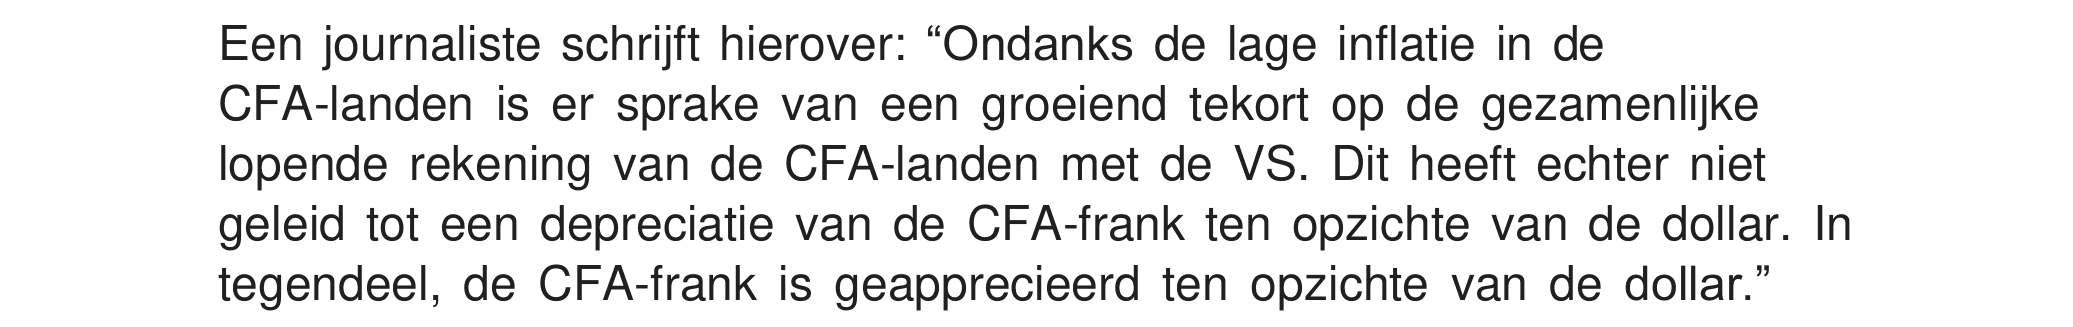 Een journaliste schrijft hierover: “Ondanks de lage inflatie in de
CFA-landen is er sprake van een groeiend tekort op de gezamenlijke
lopende rekening van de CFA-landen met de VS. Dit heeft echter niet
geleid tot een depreciatie van de CFA-frank ten opzichte van de dollar. In
tegendeel, de CFA-frank is geapprecieerd ten opzichte van de dollar.”